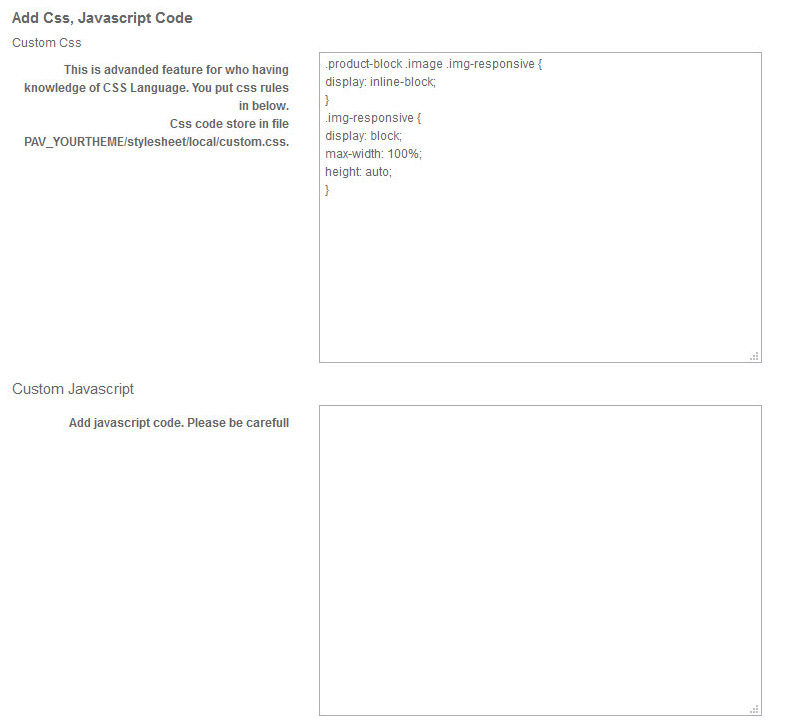 Add Css, Javascript Code
Custom Css
This is advanded feature for who having
knowledge of CSS Language. You put css rules
in below.
Css code store in file
PAV_YOURTHEME/stylesheet/local/custom.css.
.product-block .image .img-responsive {
display: inline-block;
}
.img-responsive {
display: block;
max-width: 100%;
height: auto;
}
Custom Javascript
Add javascript code. Please be carefull